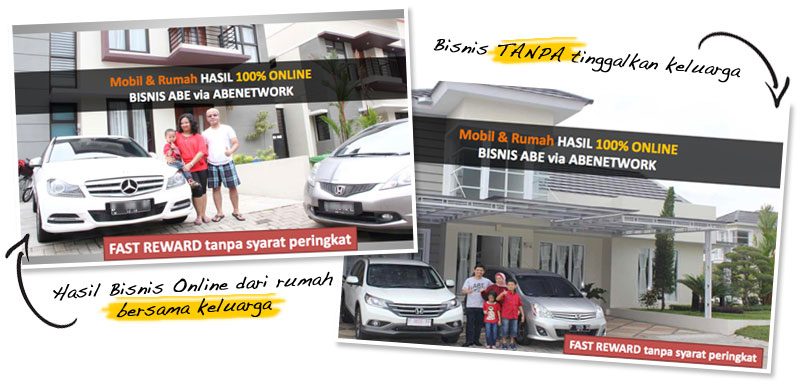 Mobil & Rumah HASIL 100% ONLINE
BISNIS ABE via ABENETWORK
FAST REWARD tanpa syarat peringkat
Hasil Bisnis Online dari rumah
bersama keluarga
Bisnis TANPA tinggalkan keluarga
Mobil & Rumah HASIL 100% ONLINE
BISNIS ABE via ABENETWORK
FAST REWARD tanpa syarat peringkat